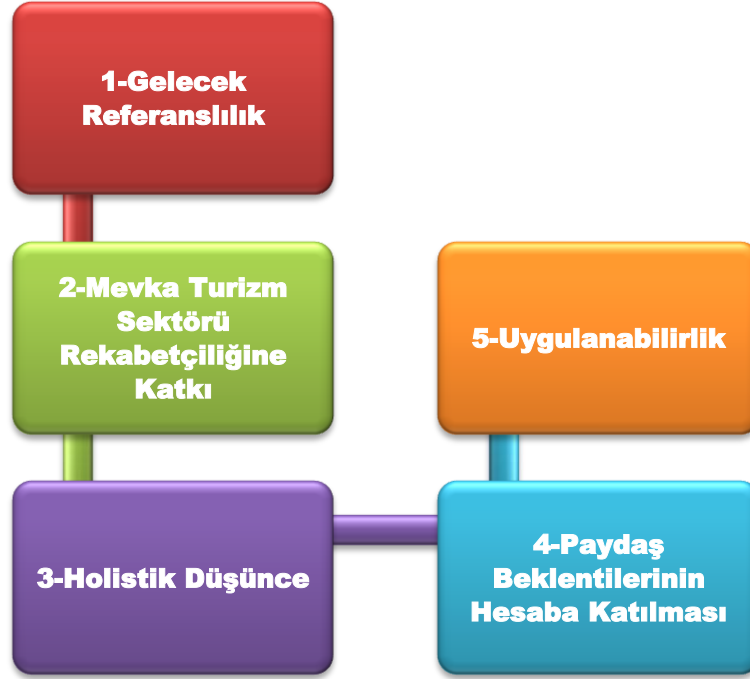 1-Gelecek
Referanslılık
2-Mevka Turizm
Sektörü
Rekabetçiliğine
Katkı
3-Holistik Düşünce
4-Paydaş
Beklentilerinin
Hesaba Katılması
5-Uygulanabilirlik